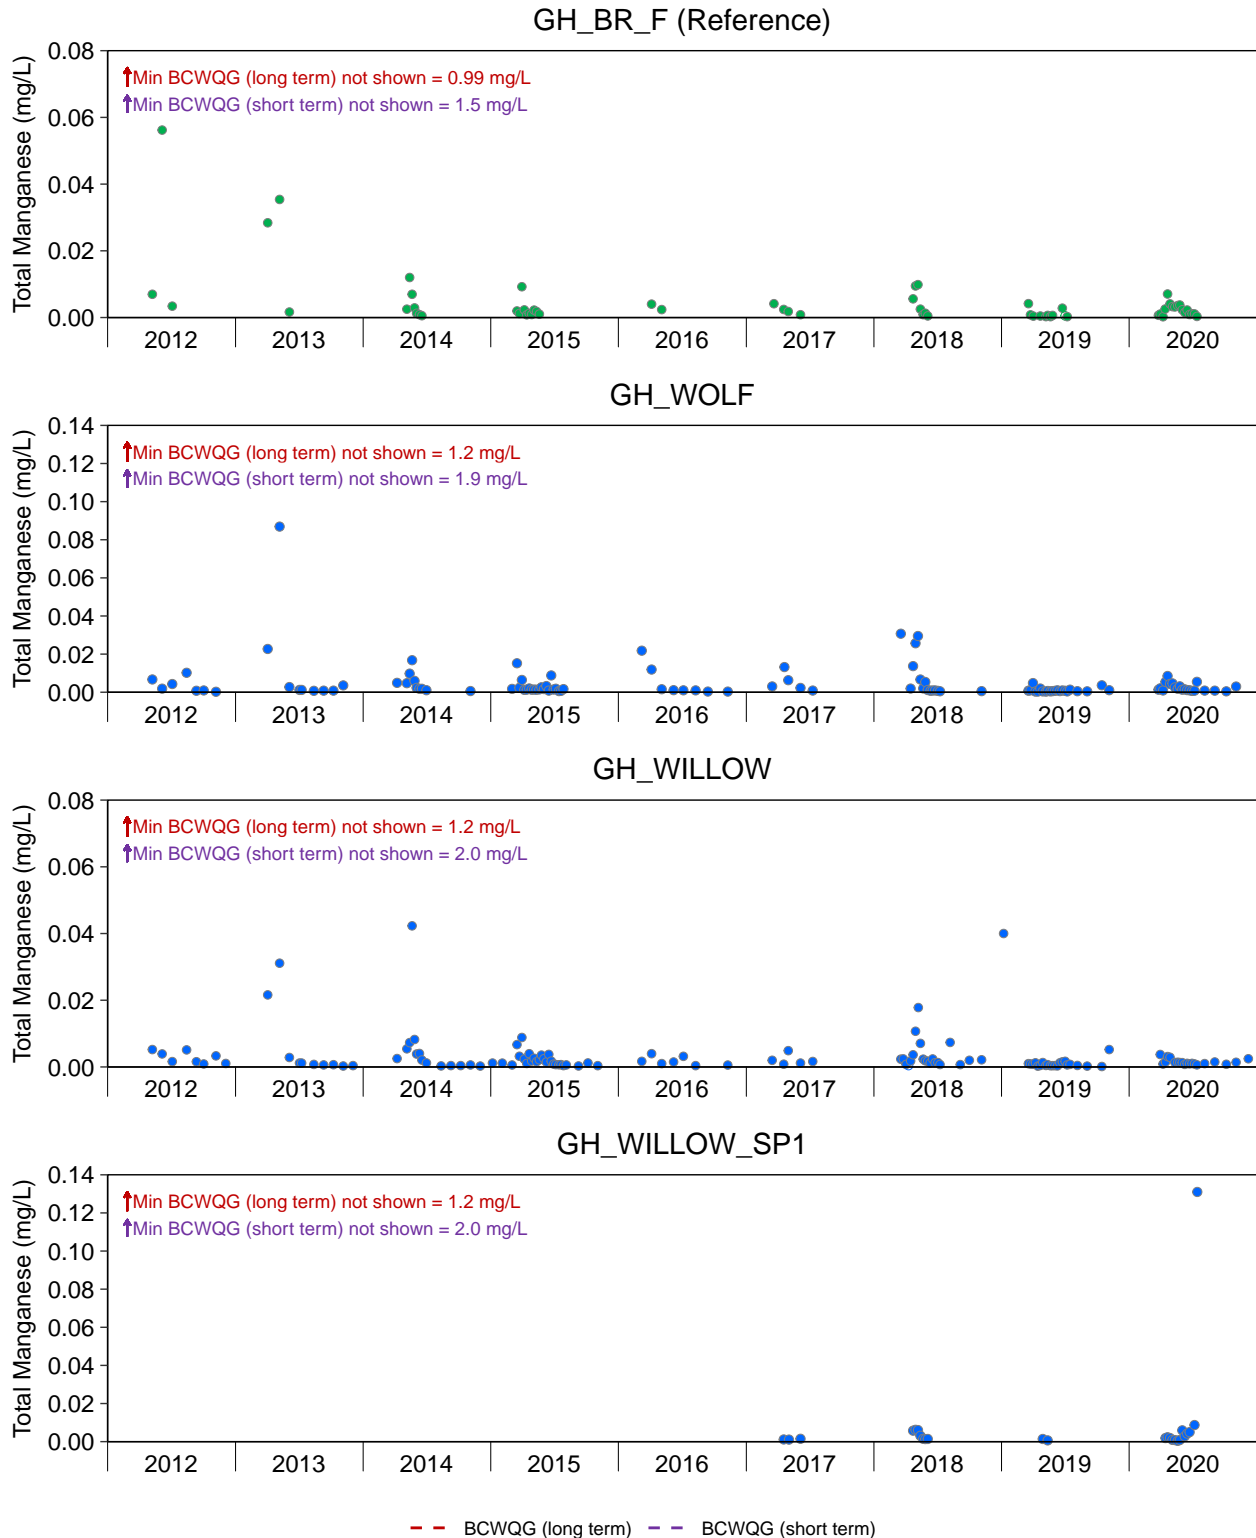 GH_BR_F (Reference)
Total Manganese (mg/L)
0.08
0.06
0.04
0.02
0.00
Min BCWQG (long term) not shown = 0.99 mg/L
Min BCWQG (short term) not shown = 1.5 mg/L
2012 2013 2014 2015 2016 2017 2018 2019 2020
GH_WOLF
Total Manganese (mg/L)
0.14
0.12
0.10
0.08
0.06
0.04
0.02
0.00
Min BCWQG (long term) not shown = 1.2 mg/L
Min BCWQG (short term) not shown = 1.9 mg/L
2012 2013 2014 2015 2016 2017 2018 2019 2020
GH_WILLOW
Total Manganese (mg/L)
0.08
0.06
0.04
0.02
0.00
Min BCWQG (long term) not shown = 1.2 mg/L
Min BCWQG (short term) not shown = 2.0 mg/L
2012 2013 2014 2015 2016 2017 2018 2019 2020
GH_WILLOW_SP1
Total Manganese (mg/L)
0.14
0.12
0.10
0.08
0.06
0.04
0.02
0.00
Min BCWQG (long term) not shown = 1.2 mg/L
Min BCWQG (short term) not shown = 2.0 mg/L
2012 2013 2014 2015 2016 2017 2018 2019 2020
BCWQG (long term) BCWQG (short term)